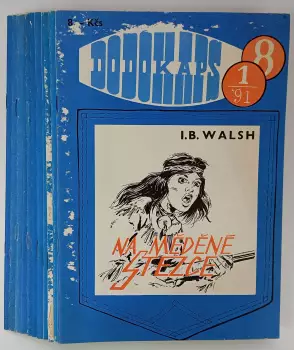 8 Kčs
DODOKAPS
8
1
'91
I.B. WALSH
NA MĚDĚNÉ
STEZCE